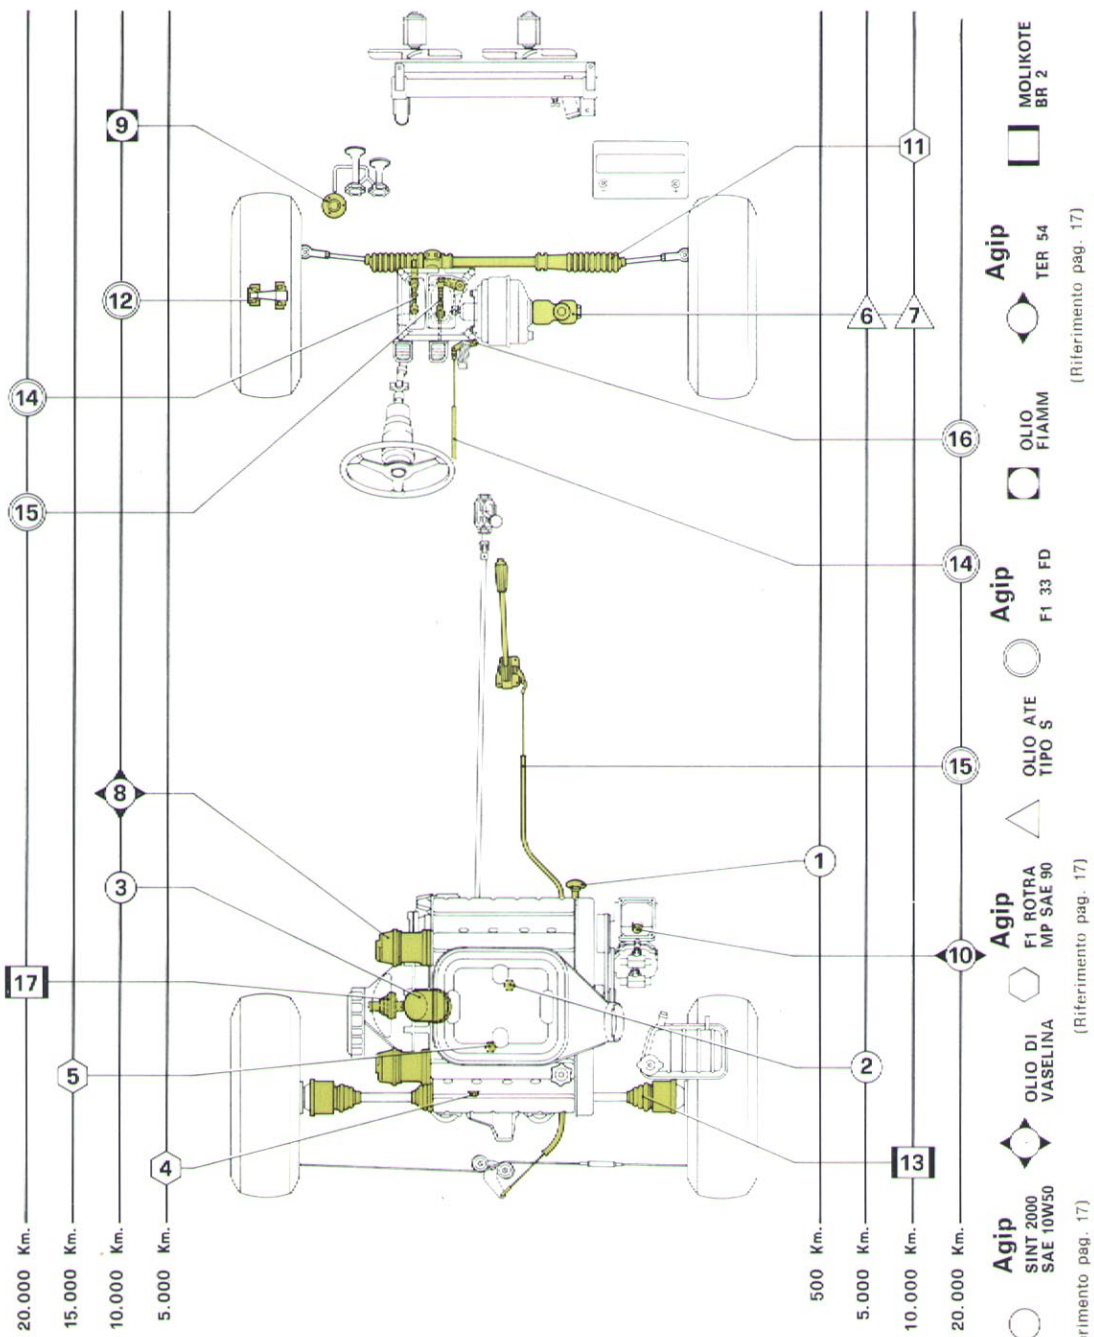 20.000 Km.
15.000 Km.
10.000 Km.
5.000 Km.
14
15
17
5
12
9
8
3
4
16
14
15
10
11
7
13
6
2
1
500 Km.
5.000 Km.
10.000 Km.
20.000 Km.
Agip
SINT 2000
SAE 10W50
pag. 17)
OLIO DI
VASELINA
Agip
F1 ROTRA
MP SAE 90
(Riferimento pag. 17)
OLIO ATE
TIPO S
Agip
F1 33 FD
OLIO
FIAMM
Agip
TER 54
(Riferimento pag. 17)
MOLIKOTE
BR 2